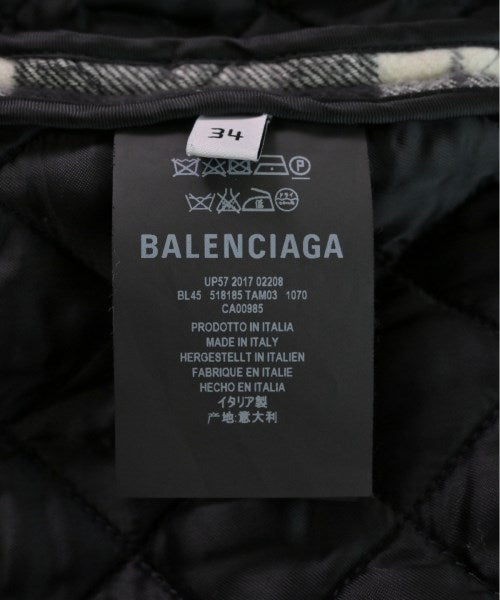 34
P
BALENCIAGA
UP57 2017 02208
BL45 518185 TAM03 1070
CA00985
PRODOTTO IN ITALIA
MADE IN ITALY
HERGESTELLT IN ITALIEN
FABRIQUE EN ITALIE
HECHO EN ITALIA
イタリア製
产地:意大利